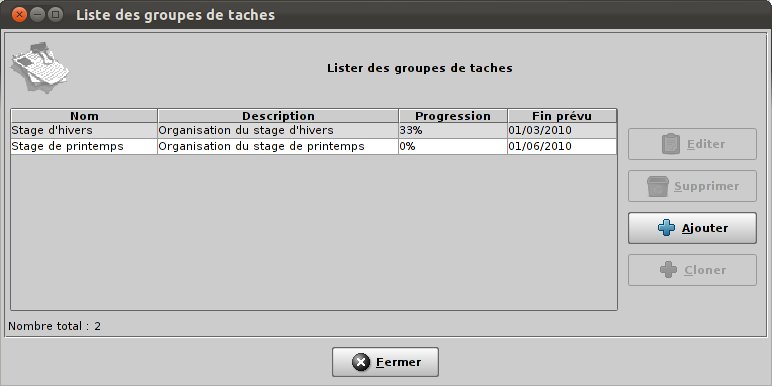 Liste des groupes de taches
Lister des groupes de taches
Nom Description Progression Fin prévu
Stage d'hivers Organisation du stage d'hivers 33% 01/03/2010
Stage de printemps Organisation du stage de printemps 0% 01/06/2010
Editer
Supprimer
Ajouter
Cloner
Nombre total : 2
Fermer